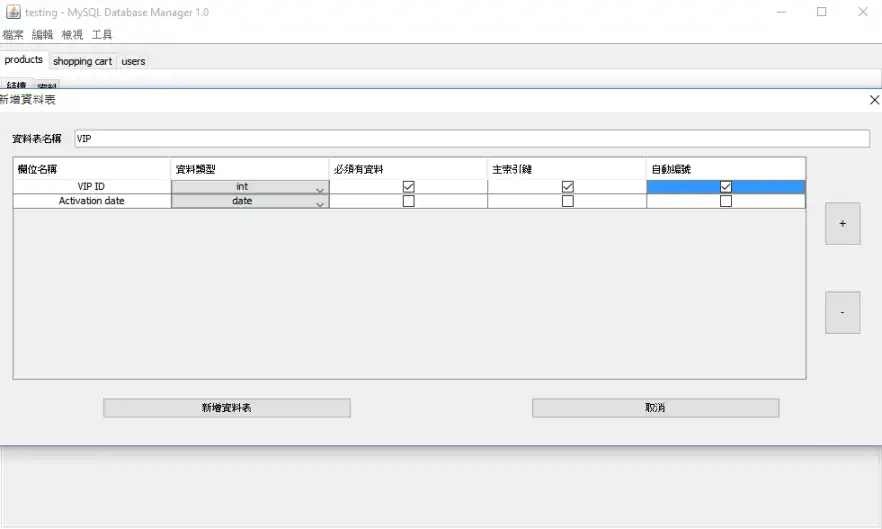 testing - MySQL Database Manager 1.0
檔案 編輯 檢視 工具
products shopping cart users
結構 資料
新增資料表
資料表名稱 VIP
欄位名稱 資料類型 必須有資料 主索引鍵 自動編號
VIP ID int
Activation date date
+
-
新增資料表 取消